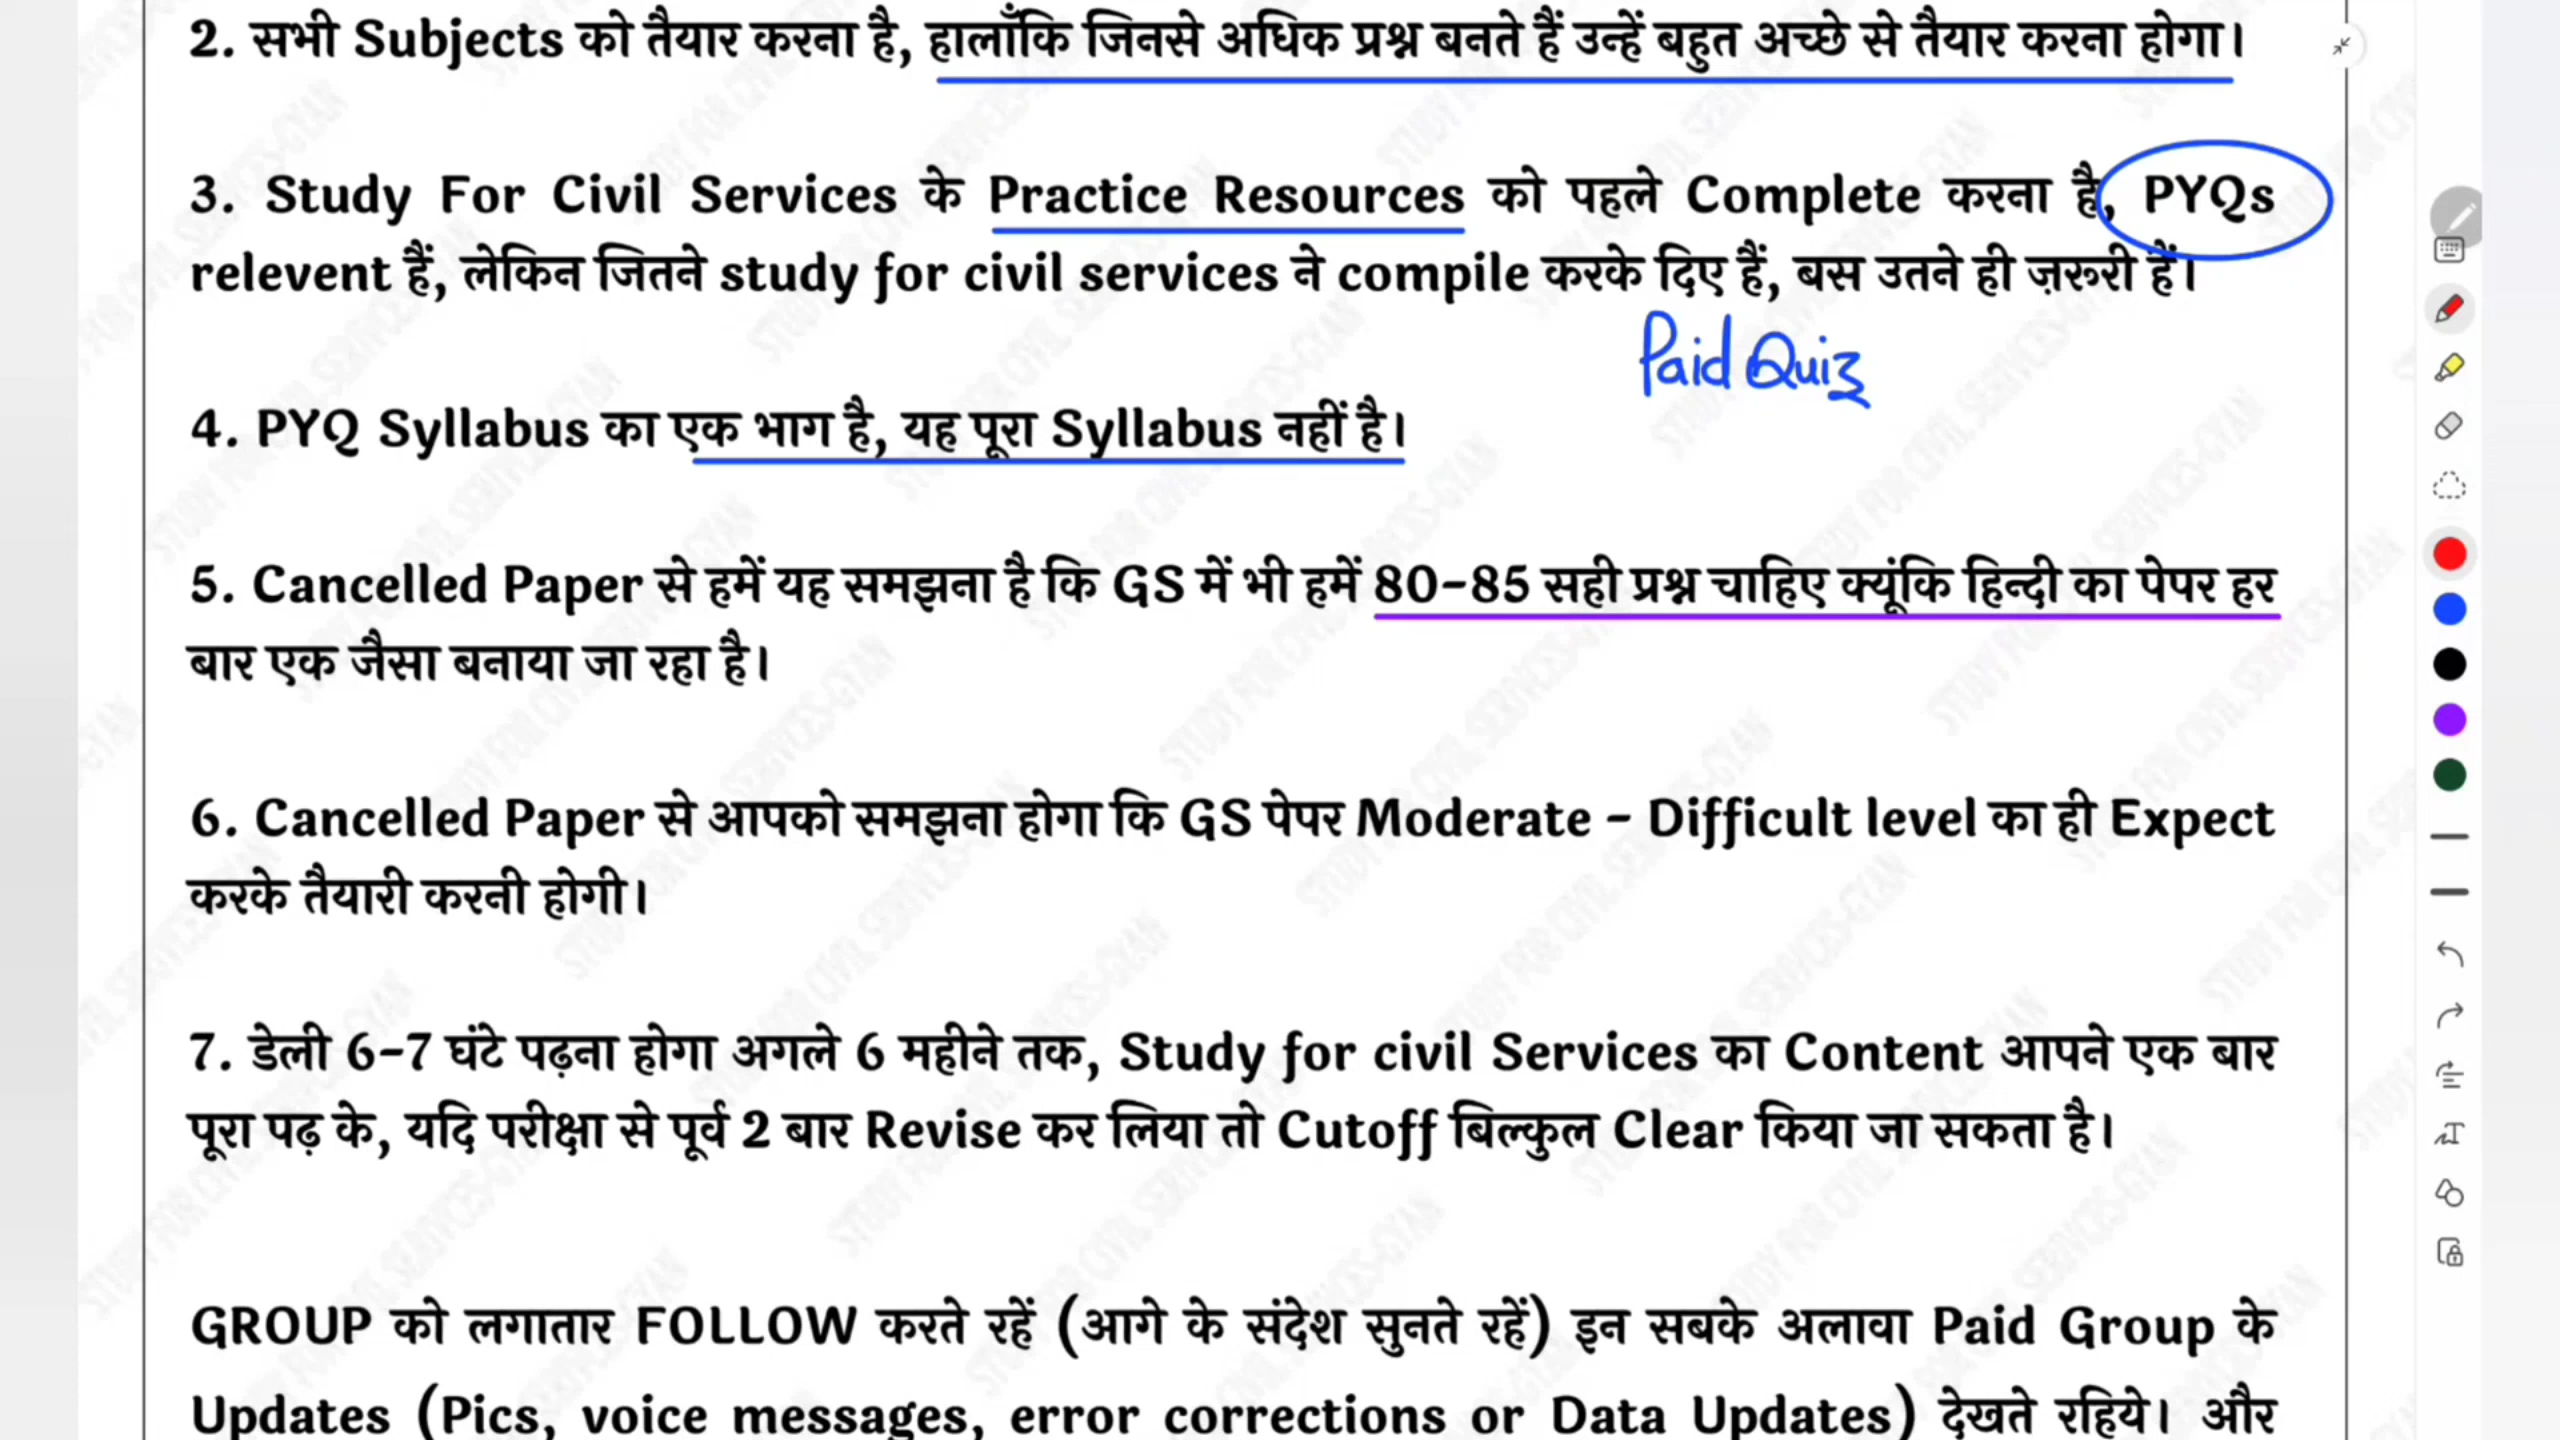 2. सभी Subjects को तैयार करना है, हालाँकि जिनसे अधिक प्रश्न बनते हैं उन्हें बहुत अच्छे से तैयार करना होगा।
3. Study For Civil Services के Practice Resources को पहले Complete करना है, PYQs
relevent हैं, लेकिन जितने study for civil services ने compile करके दिए हैं, बस उतने ही ज़रूरी हैं।
Paid Quiz
4. PYQ Syllabus का एक भाग है, यह पूरा Syllabus नहीं है।
5. Cancelled Paper से हमें यह समझना है कि GS में भी हमें 80-85 सही प्रश्न चाहिए क्यूंकि हिन्दी का पेपर हर
बार एक जैसा बनाया जा रहा है।
6. Cancelled Paper से आपको समझना होगा कि GS पेपर Moderate - Difficult level का ही Expect
करके तैयारी करनी होगी।
7. डेली 6-7 घंटे पढ़ना होगा अगले 6 महीने तक, Study for civil Services का Content आपने एक बार
पूरा पढ़ के, यदि परीक्षा से पूर्व 2 बार Revise कर लिया तो Cutoff बिल्कुल Clear किया जा सकता है।
GROUP को लगातार FOLLOW करते रहें (आगे के संदेश सुनते रहें) इन सबके अलावा Paid Group के
Updates (Pics, voice messages, error corrections or Data Updates) देखते रहिये। और
STUDY FOR CIVIL SERVICES-GYAN